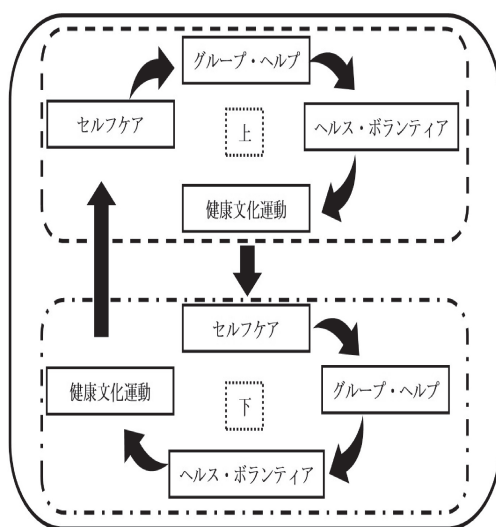 グループ・ヘルプ
セルフケア
上
ヘルス・ボランティア
健康文化運動
セルフケア
健康文化運動
グループ・ヘルプ
下
ヘルス・ボランティア